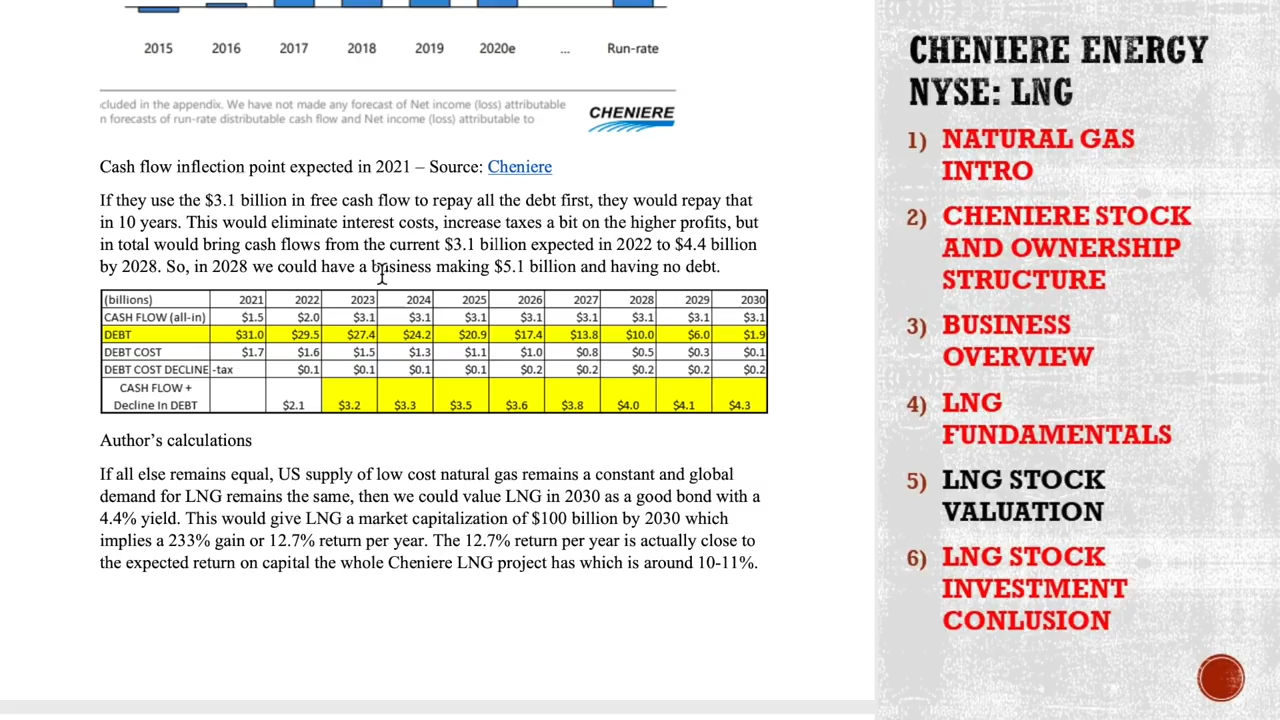 2015 2016 2017 2018 2019 2020e ... Run-rate
cluded in the appendix. We have not made any forecast of Net income (loss) attributable
n forecasts of run-rate distributable cash flow and Net income (loss) attributable to
CHENIERE
Cash flow inflection point expected in 2021 – Source: Cheniere
If they use the $3.1 billion in free cash flow to repay all the debt first, they would repay that
in 10 years. This would eliminate interest costs, increase taxes a bit on the higher profits, but
in total would bring cash flows from the current $3.1 billion expected in 2022 to $4.4 billion
by 2028. So, in 2028 we could have a business making $5.1 billion and having no debt.
(billions) 2021 2022 2023 2024 2025 2026 2027 2028 2029 2030
CASH FLOW (all-in) $1.5 $2.0 $3.1 $3.1 $3.1 $3.1 $3.1 $3.1 $3.1 $3.1
DEBT $31.0 $29.5 $27.4 $24.2 $20.9 $17.4 $13.8 $10.0 $6.0 $1.9
DEBT COST $1.7 $1.6 $1.5 $1.3 $1.1 $1.0 $0.8 $0.5 $0.3 $0.1
DEBT COST DECLINE -tax $0.1 $0.1 $0.1 $0.1 $0.2 $0.2 $0.2 $0.2 $0.2
CASH FLOW +
Decline In DEBT $2.1 $3.2 $3.3 $3.5 $3.6 $3.8 $4.0 $4.1 $4.3
Author's calculations
If all else remains equal, US supply of low cost natural gas remains a constant and global
demand for LNG remains the same, then we could value LNG in 2030 as a good bond with a
4.4% yield. This would give LNG a market capitalization of $100 billion by 2030 which
implies a 233% gain or 12.7% return per year. The 12.7% return per year is actually close to
the expected return on capital the whole Cheniere LNG project has which is around 10-11%.
CHENIERE ENERGY
NYSE: LNG
1) NATURAL GAS
INTRO
2) CHENIERE STOCK
AND OWNERSHIP
STRUCTURE
3) BUSINESS
OVERVIEW
4) LNG
FUNDAMENTALS
5) LNG STOCK
VALUATION
6) LNG STOCK
INVESTMENT
CONLUSION